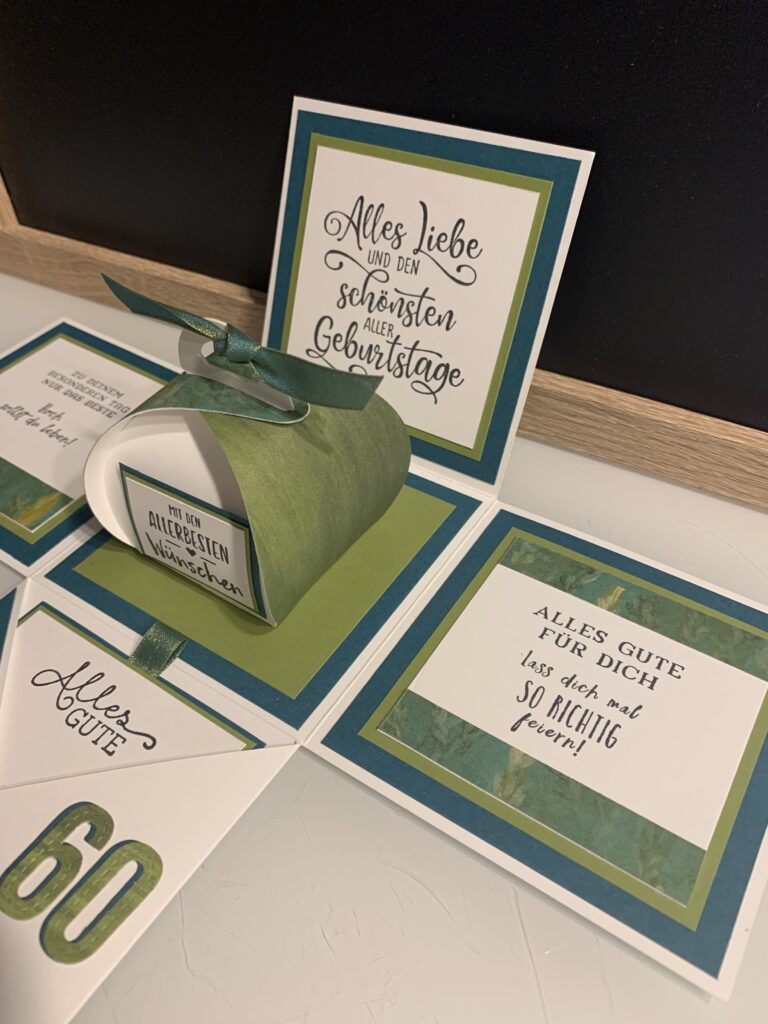 Alles Liebe
UND DEN
schönsten
ALLER
Geburtstage
ZU DEINEM
BESONDEREN TAG
NUR DAS BESTE
Hoch
sollst du leben!
MIT DEN
ALLERBESTEN
Wünschen
ALLES GUTE
FÜR DICH
lass dich mal
SO RICHTIG
feiern!
Alles
GUTE
60